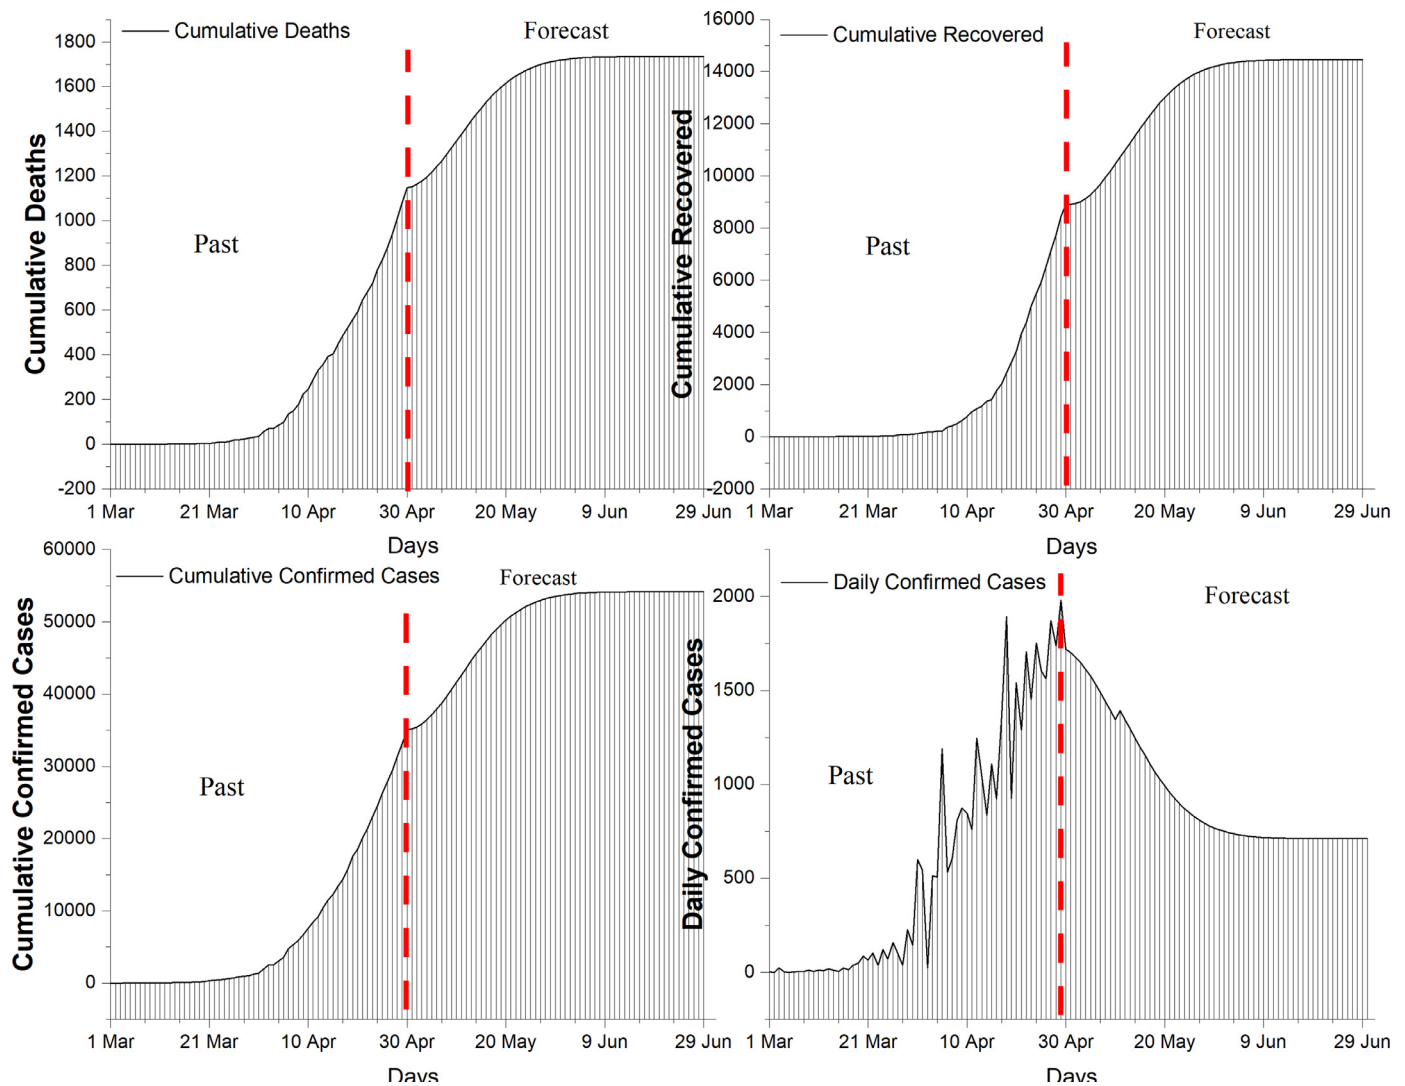 Cumulative Deaths
Forecast
1800
1600
1400
1200
1000
800
600
400
200
0
-200
Cumulative Deaths
Past
1 Mar 21 Mar 10 Apr 30 Apr 20 May 9 Jun 29 Jun
Days
Cumulative Recovered
Forecast
16000
14000
12000
10000
8000
6000
4000
2000
0
-2000
Cumulative Recovered
Past
1 Mar 21 Mar 10 Apr 30 Apr 20 May 9 Jun 29 Jun
Days
Cumulative Confirmed Cases
Forecast
60000
50000
40000
30000
20000
10000
0
Cumulative Confirmed Cases
Past
1 Mar 21 Mar 10 Apr 30 Apr 20 May 9 Jun 29 Jun
Days
Daily Confirmed Cases
Forecast
2000
1500
1000
500
0
Daily Confirmed Cases
Past
1 Mar 21 Mar 10 Apr 30 Apr 20 May 9 Jun 29 Jun
Days